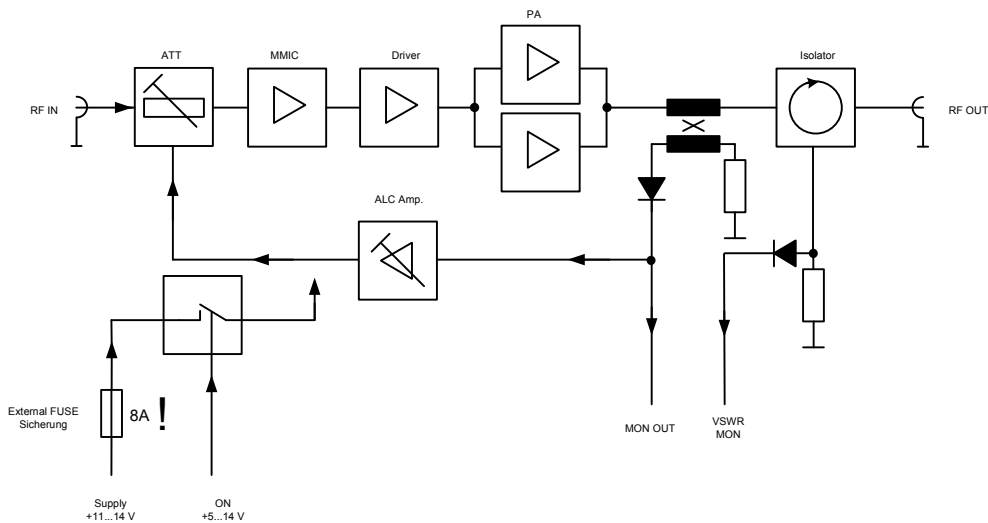 PA
ATT
MMIC
Driver
Isolator
RF IN
RF OUT
ALC Amp.
External FUSE
Sicherung
8A !
MON OUT
VSWR
MON
Supply
+11...14 V
ON
+5...14 V